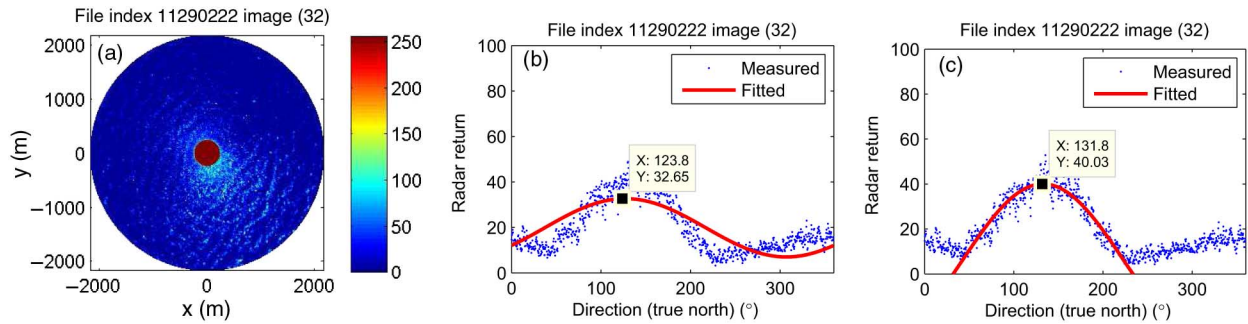 File index 11290222 image (32)
(a)
2000
1000
0
−1000
−2000
y (m)
−2000
0
2000
x (m)
250
200
150
100
50
0
File index 11290222 image (32)
(b)
Measured
Fitted
X: 123.8
Y: 32.65
100
80
60
40
20
0
Radar return
0
100
200
300
Direction (true north) (°)
File index 11290222 image (32)
(c)
Measured
Fitted
X: 131.8
Y: 40.03
100
80
60
40
20
0
Radar return
0
100
200
300
Direction (true north) (°)